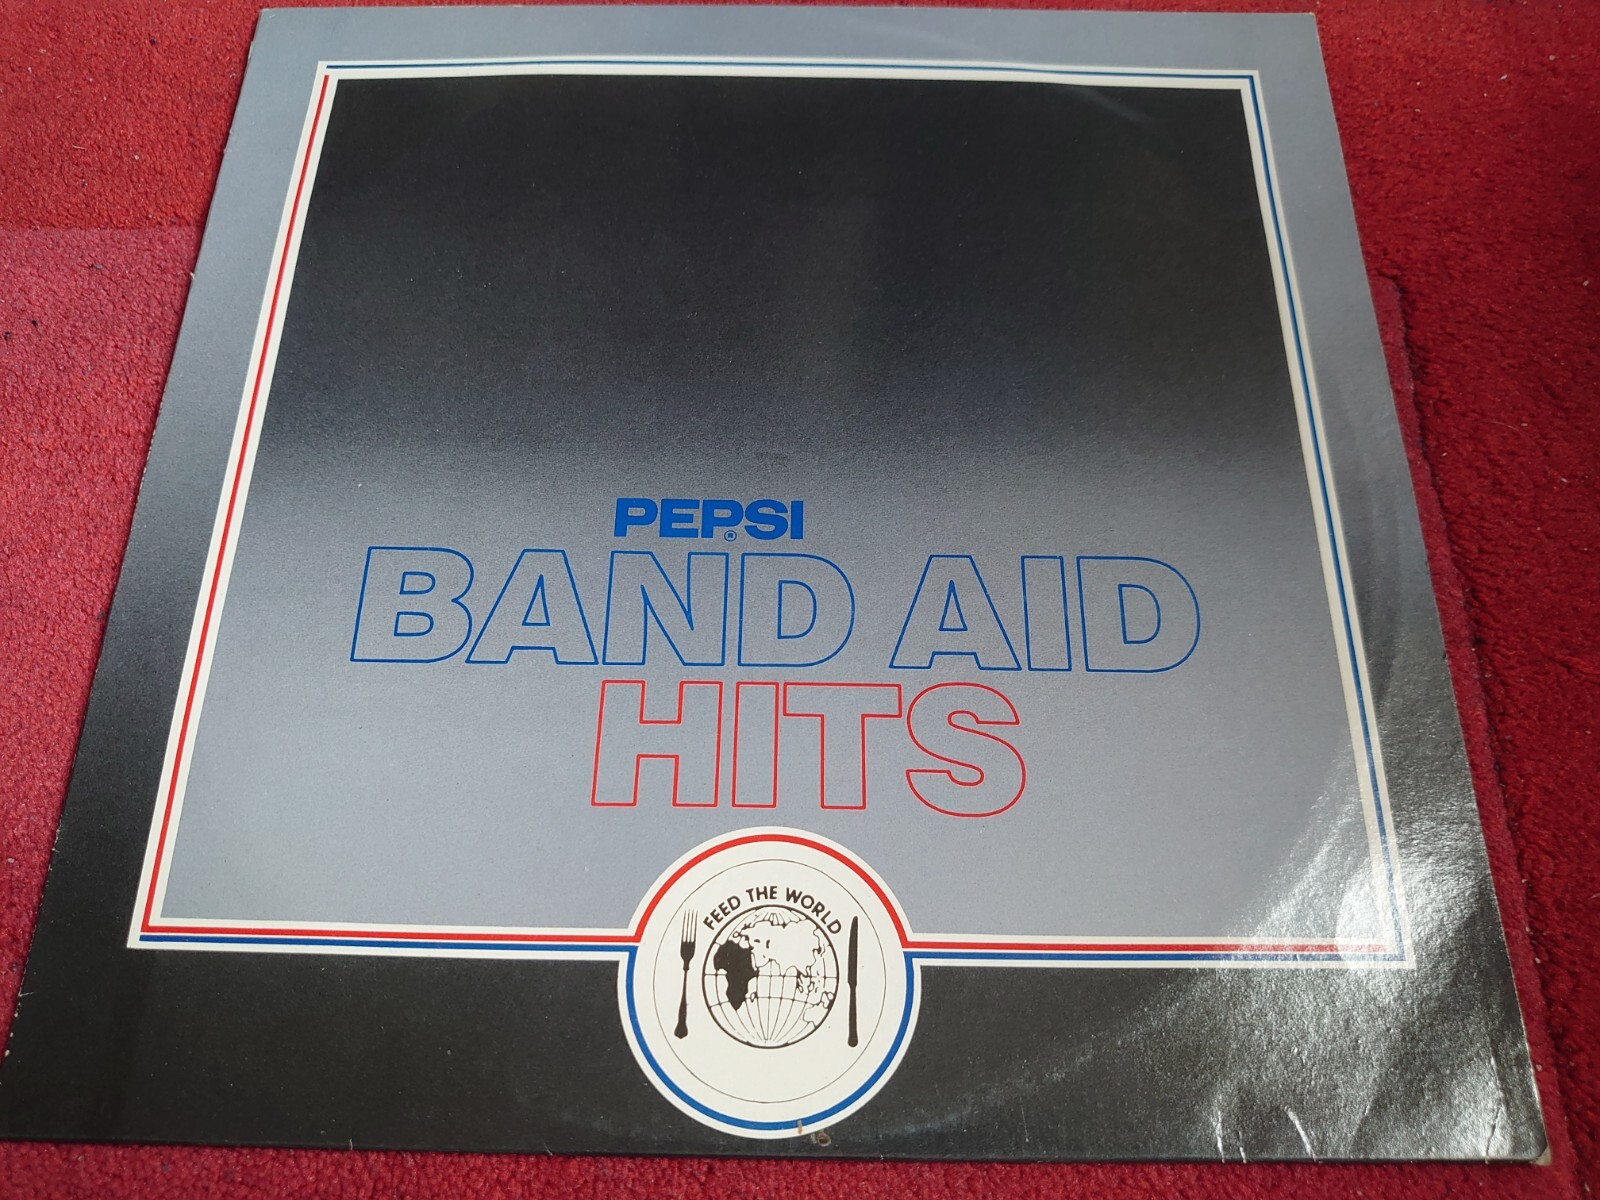 PEPSI®
BAND AID
HITS
FEED THE WORLD